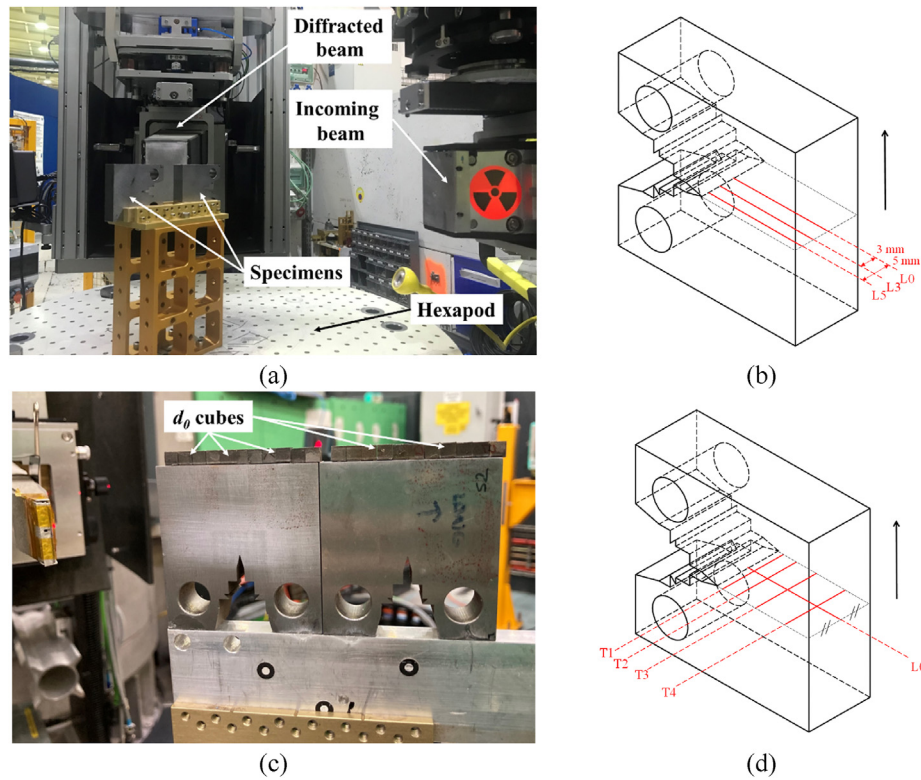 Diffracted
beam
Incoming
beam
Specimens
Hexapod
(a)
3 mm
5 mm
L0
L3
L5
(b)
d0 cubes
S2
(c)
T1
T2
T3
T4
(d)